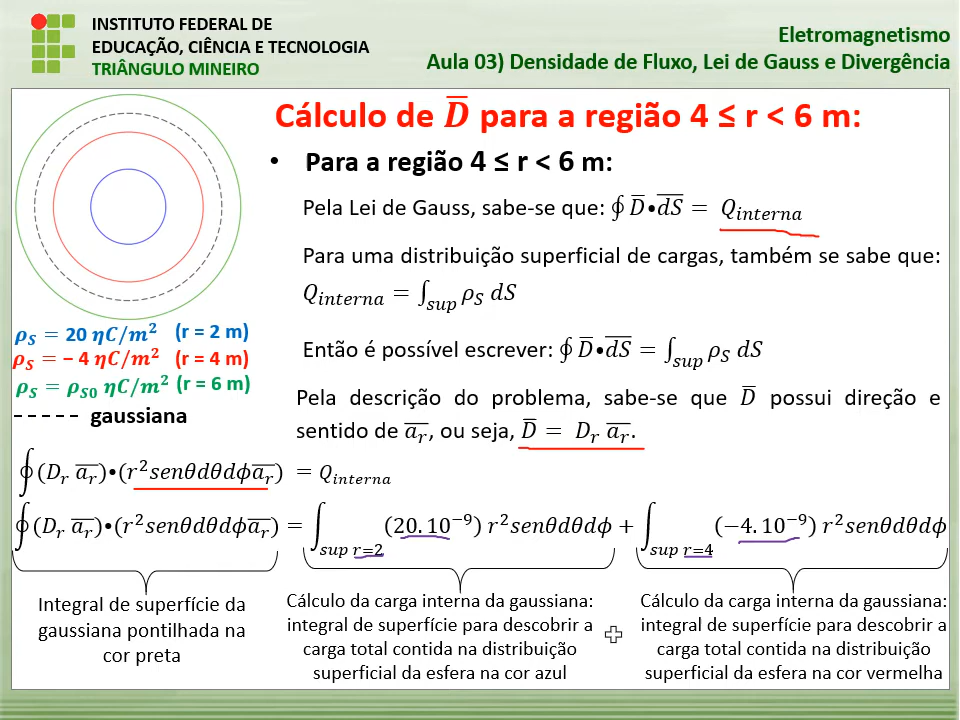 INSTITUTO FEDERAL DE
EDUCAÇÃO, CIÊNCIA E TECNOLOGIA
TRIÂNGULO MINEIRO
Eletromagnetismo
Aula 03) Densidade de Fluxo, Lei de Gauss e Divergência
Cálculo de D̅ para a região 4 ≤ r < 6 m:
• Para a região 4 ≤ r < 6 m:
Pela Lei de Gauss, sabe-se que: ∮ D̅•d̅S̅ = Q_interna
Para uma distribuição superficial de cargas, também se sabe que:
Q_interna = ∫_sup ρ_S dS
Então é possível escrever: ∮ D̅•d̅S̅ = ∫_sup ρ_S dS
Pela descrição do problema, sabe-se que D̅ possui direção e
sentido de a̅_r̅, ou seja, D̅ = D_r a̅_r̅.
ρ_S = 20 ηC/m² (r = 2 m)
ρ_S = − 4 ηC/m² (r = 4 m)
ρ_S = ρ_S0 ηC/m² (r = 6 m)
----- gaussiana
∮(D_r a̅_r̅)•(r²senθdθdϕa̅_r̅) = Q_interna
∮(D_r a̅_r̅)•(r²senθdθdϕa̅_r̅) = ∫_sup r=2 (20.10⁻⁹) r²senθdθdϕ + ∫_sup r=4 (−4.10⁻⁹) r²senθdθdϕ
Integral de superfície da
gaussiana pontilhada na
cor preta
Cálculo da carga interna da gaussiana:
integral de superfície para descobrir a
carga total contida na distribuição
superficial da esfera na cor azul
Cálculo da carga interna da gaussiana:
integral de superfície para descobrir a
carga total contida na distribuição
superficial da esfera na cor vermelha